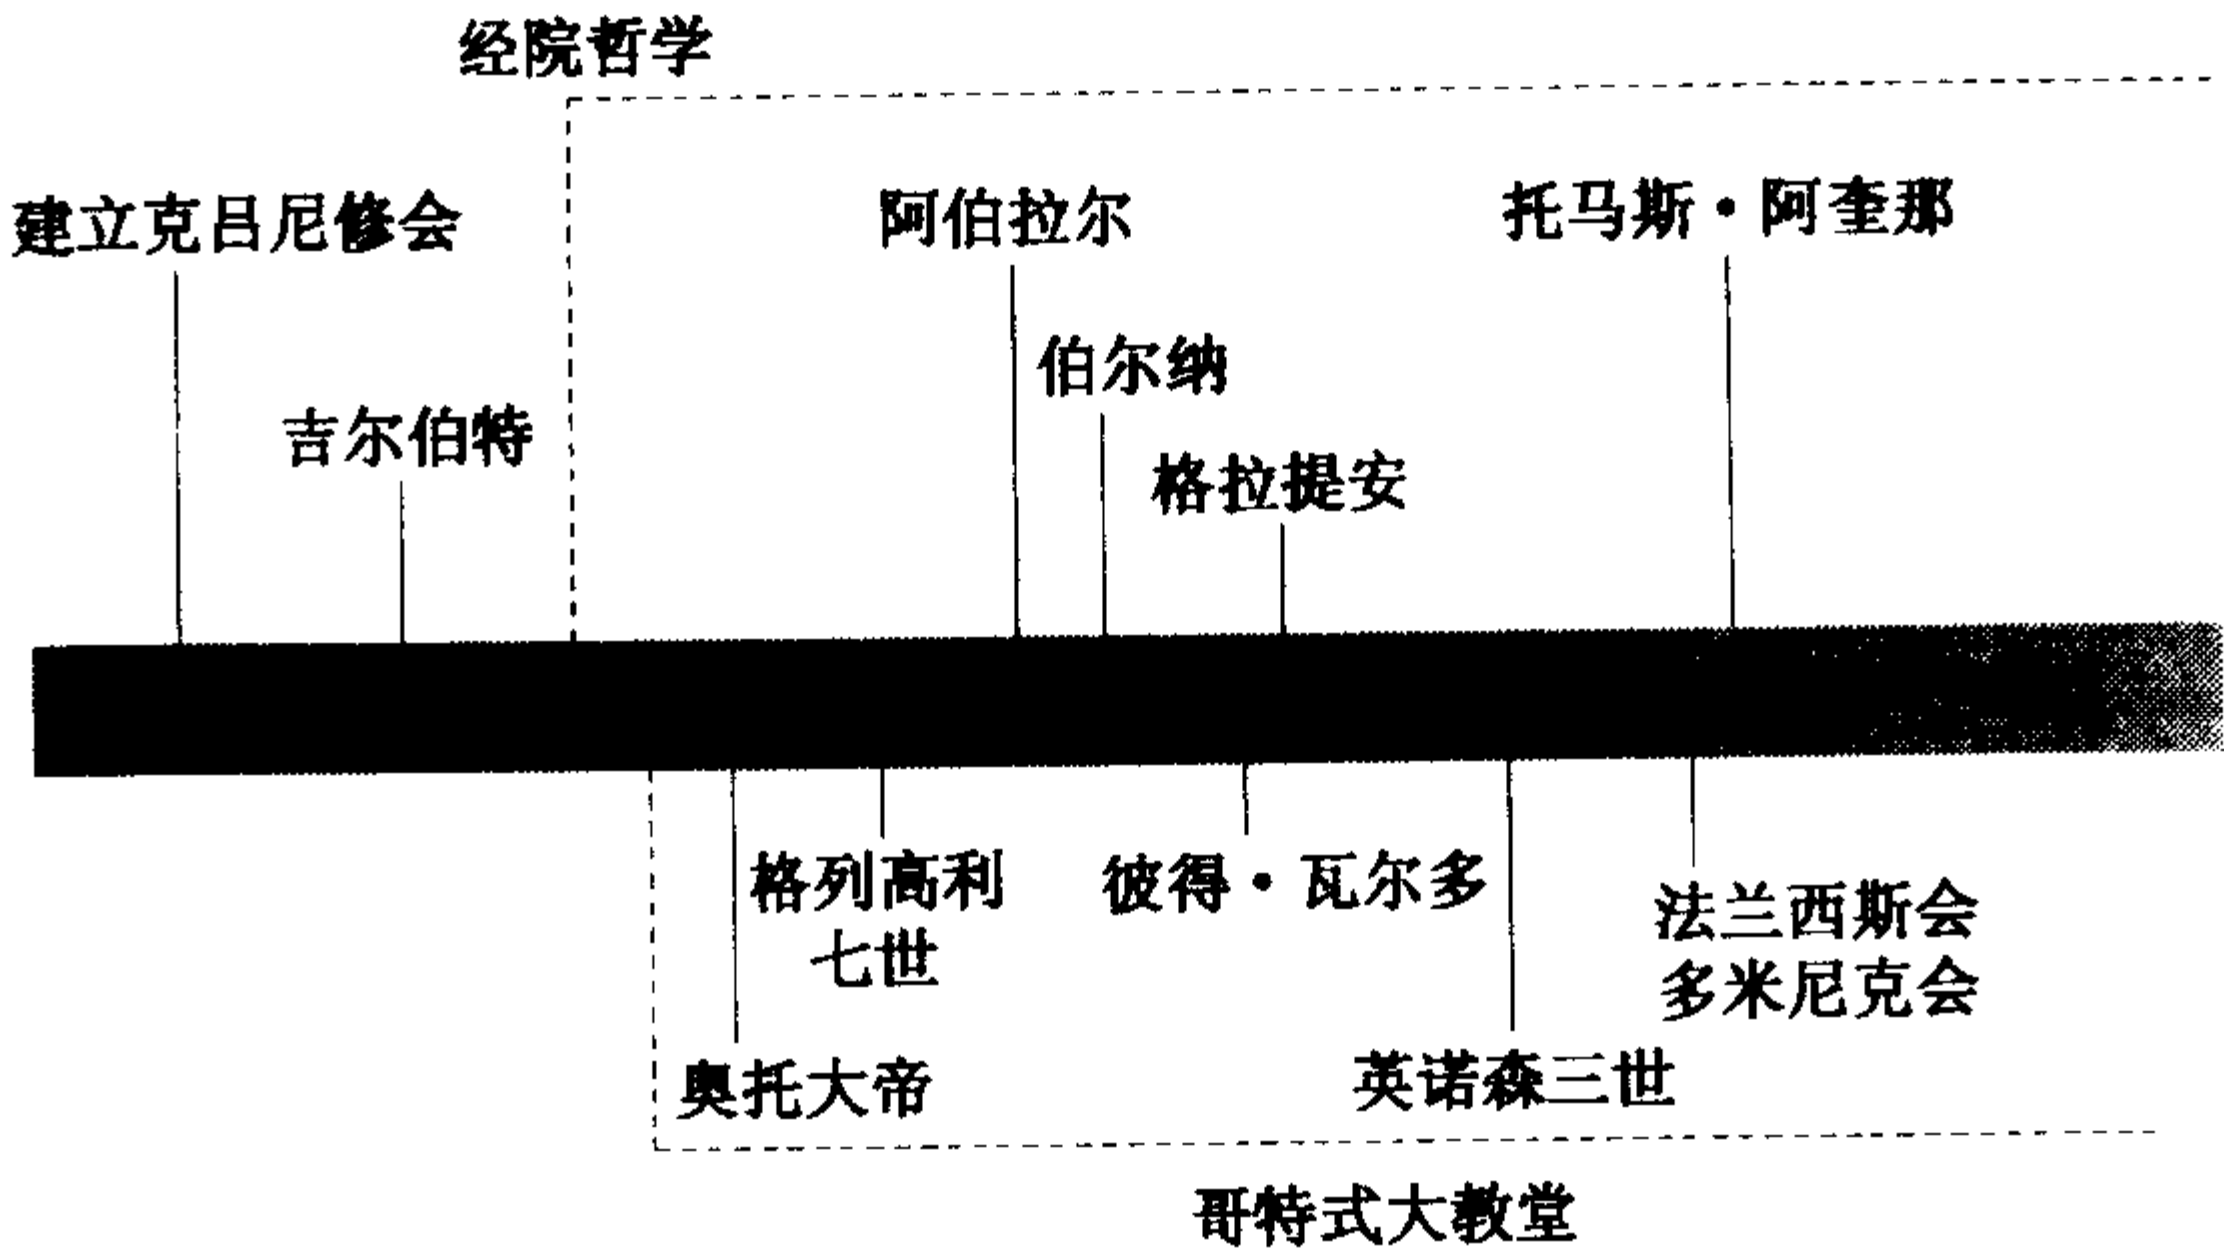 经院哲学
建立克吕尼修会
阿伯拉尔
托马斯·阿奎那
伯尔纳
吉尔伯特
格拉提安
格列高利
七世
彼得·瓦尔多
法兰西斯会
多米尼克会
奥托大帝
英诺森三世
哥特式大教堂